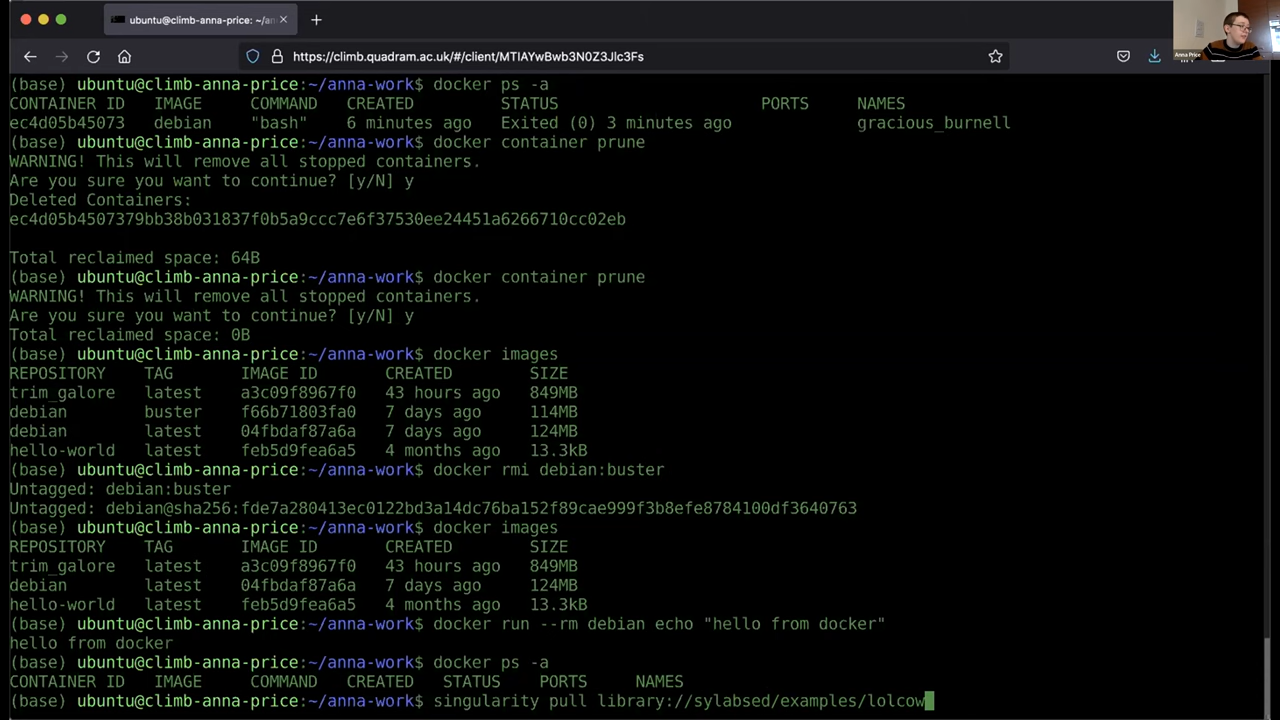 ubuntu@climb-anna-price: ~/an
https://climb.quadram.ac.uk/#/client/MTIAYwBwb3N0Z3Jlc3Fs
Anna Price
(base) ubuntu@climb-anna-price:~/anna-work$ docker ps -a
CONTAINER ID IMAGE COMMAND CREATED STATUS PORTS NAMES
ec4d05b45073 debian "bash" 6 minutes ago Exited (0) 3 minutes ago gracious_burnell
(base) ubuntu@climb-anna-price:~/anna-work$ docker container prune
WARNING! This will remove all stopped containers.
Are you sure you want to continue? [y/N] y
Deleted Containers:
ec4d05b4507379bb38b031837f0b5a9ccc7e6f37530ee24451a6266710cc02eb
Total reclaimed space: 64B
(base) ubuntu@climb-anna-price:~/anna-work$ docker container prune
WARNING! This will remove all stopped containers.
Are you sure you want to continue? [y/N] y
Total reclaimed space: 0B
(base) ubuntu@climb-anna-price:~/anna-work$ docker images
REPOSITORY TAG IMAGE ID CREATED SIZE
trim_galore latest a3c09f8967f0 43 hours ago 849MB
debian buster f66b71803fa0 7 days ago 114MB
debian latest 04fbdaf87a6a 7 days ago 124MB
hello-world latest feb5d9fea6a5 4 months ago 13.3kB
(base) ubuntu@climb-anna-price:~/anna-work$ docker rmi debian:buster
Untagged: debian:buster
Untagged: debian@sha256:fde7a280413ec0122bd3a14dc76ba152f89cae999f3b8efe8784100df3640763
(base) ubuntu@climb-anna-price:~/anna-work$ docker images
REPOSITORY TAG IMAGE ID CREATED SIZE
trim_galore latest a3c09f8967f0 43 hours ago 849MB
debian latest 04fbdaf87a6a 7 days ago 124MB
hello-world latest feb5d9fea6a5 4 months ago 13.3kB
(base) ubuntu@climb-anna-price:~/anna-work$ docker run --rm debian echo "hello from docker"
hello from docker
(base) ubuntu@climb-anna-price:~/anna-work$ docker ps -a
CONTAINER ID IMAGE COMMAND CREATED STATUS PORTS NAMES
(base) ubuntu@climb-anna-price:~/anna-work$ singularity pull library://sylabsed/examples/lolcow